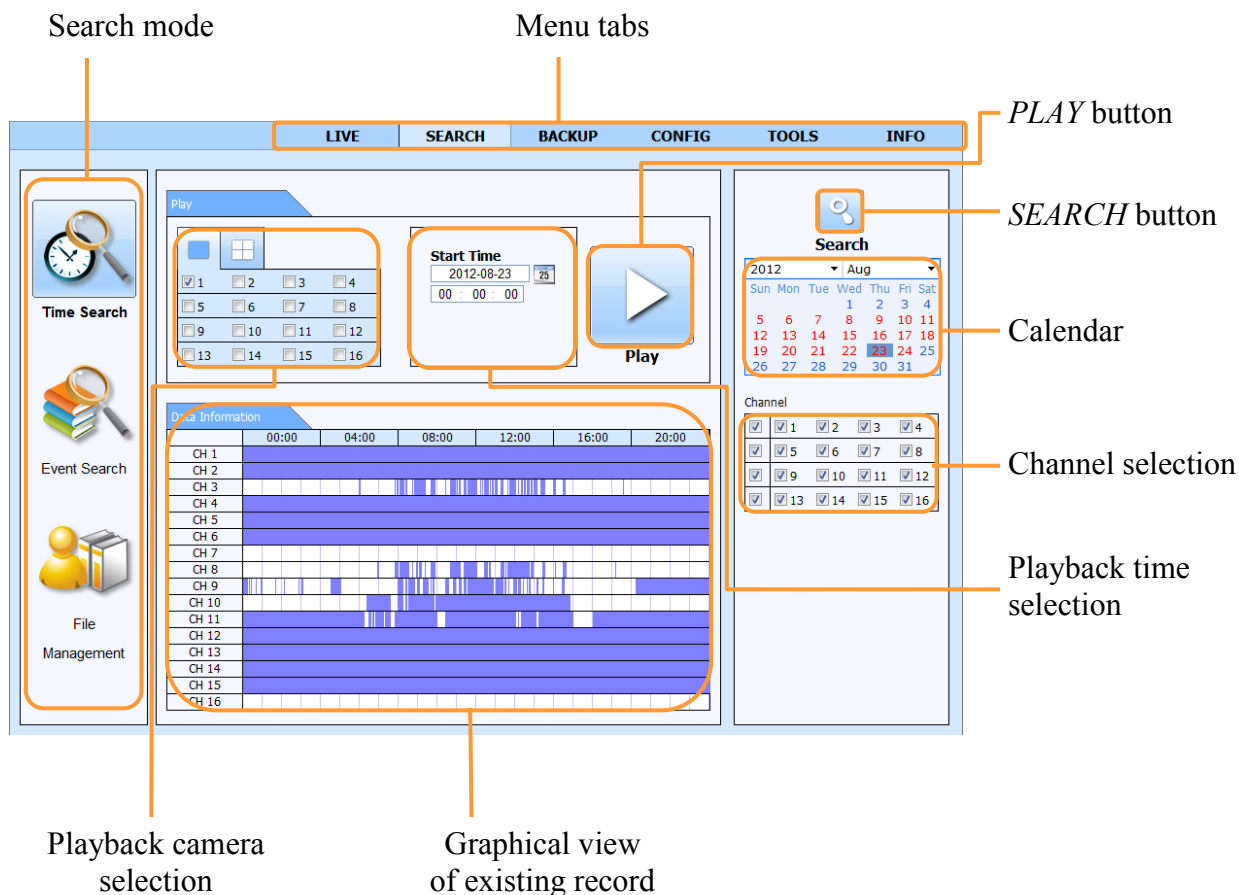 Search mode
Menu tabs
PLAY button
LIVE SEARCH BACKUP CONFIG TOOLS INFO
SEARCH button
Time Search
Event Search
File
Management
Play
1 2 3 4
5 6 7 8
9 10 11 12
13 14 15 16
Start Time
2012-08-23 25
00 : 00 : 00
Play
Data Information
00:00 04:00 08:00 12:00 16:00 20:00
CH 1
CH 2
CH 3
CH 4
CH 5
CH 6
CH 7
CH 8
CH 9
CH 10
CH 11
CH 12
CH 13
CH 14
CH 15
CH 16
Search
2012 Aug
Sun Mon Tue Wed Thu Fri Sat
1 2 3 4
5 6 7 8 9 10 11
12 13 14 15 16 17 18
19 20 21 22 23 24 25
26 27 28 29 30 31
Calendar
Channel
1 2 3 4
5 6 7 8
9 10 11 12
13 14 15 16
Channel selection
Playback time
selection
Playback camera
selection
Graphical view
of existing record